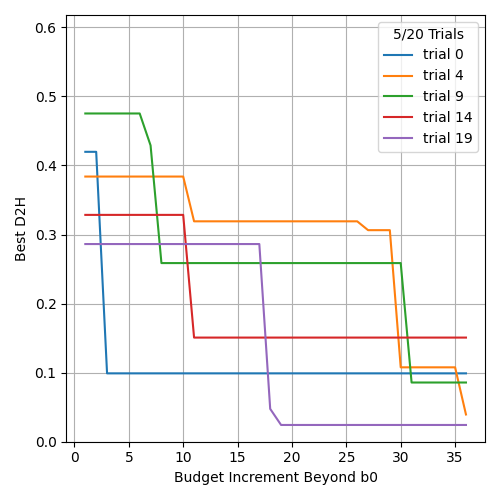 5/20 Trials
trial 0
trial 4
trial 9
trial 14
trial 19
0.6
0.5
0.4
0.3
0.2
0.1
0.0
Best D2H
0 5 10 15 20 25 30 35
Budget Increment Beyond b0